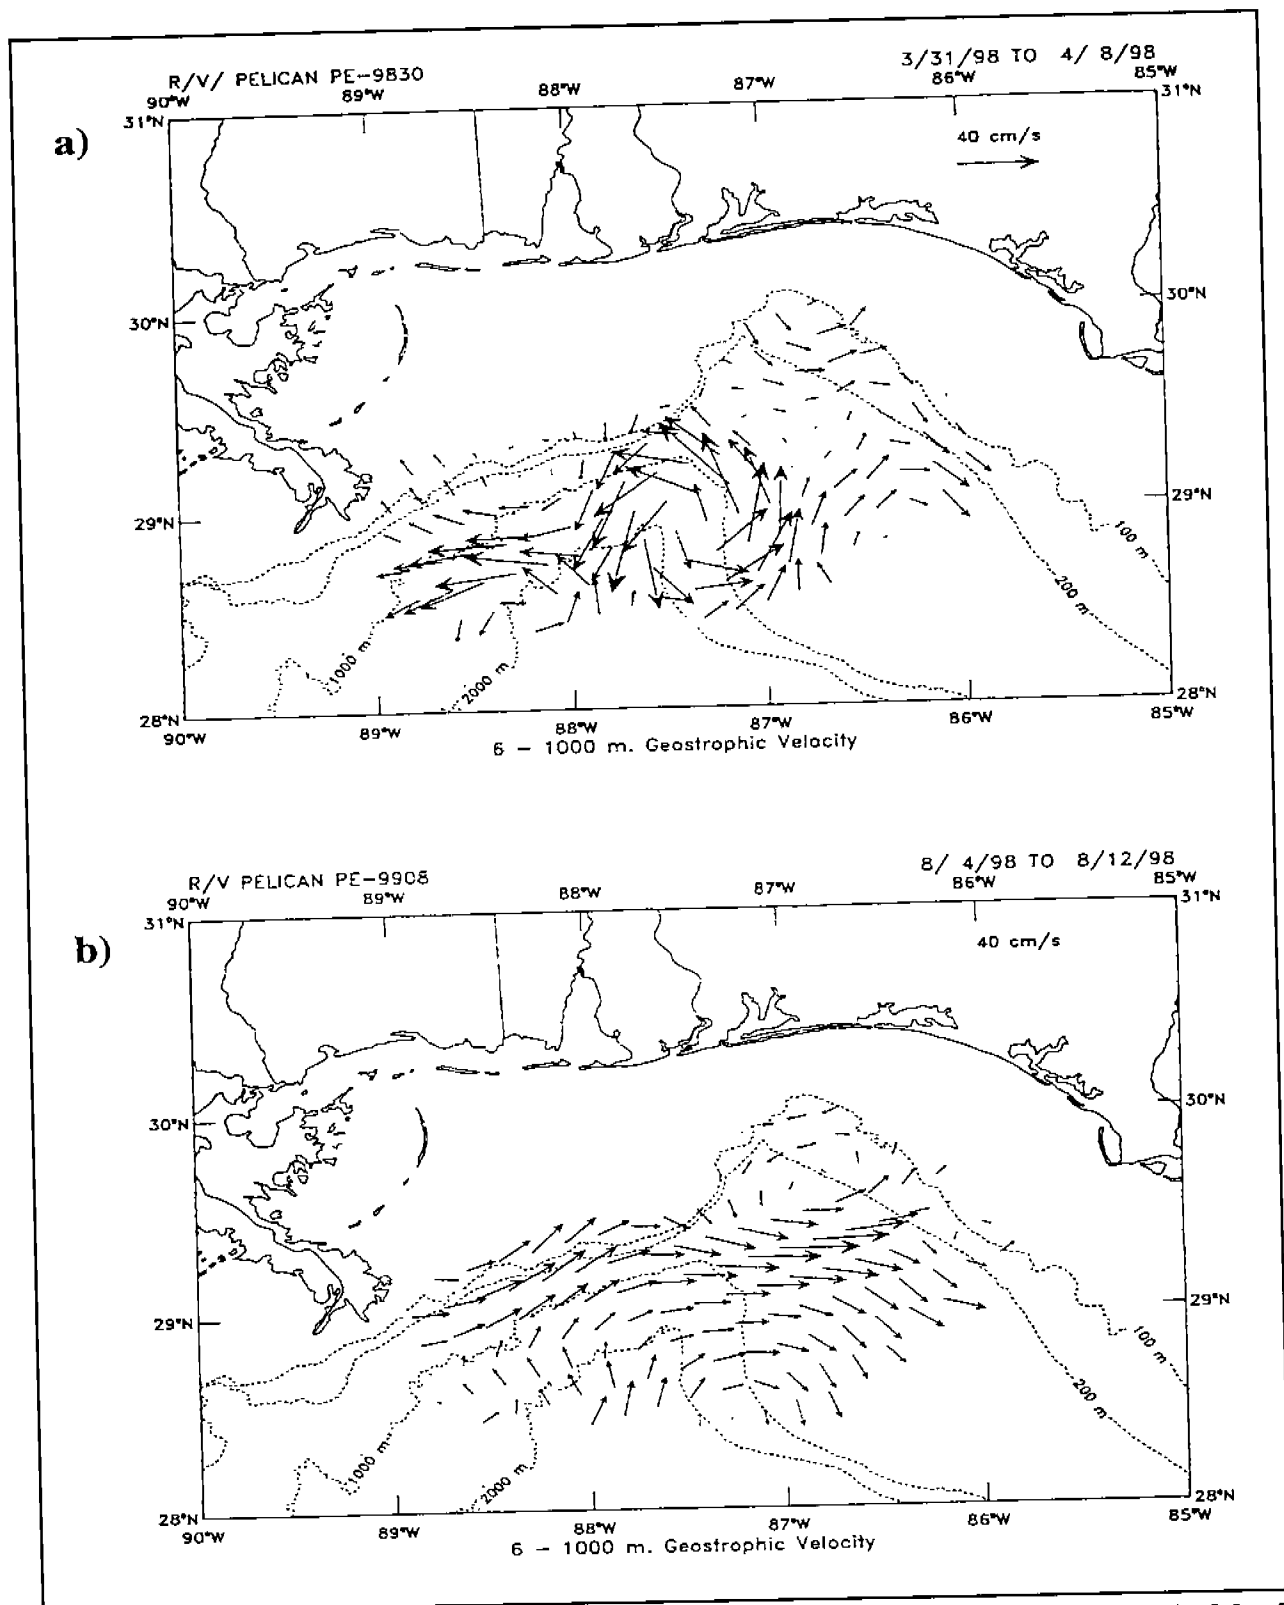 R/V/ PELICAN PE-9830
3/31/98 TO 4/ 8/98
90°W
89°W
88°W
87°W
86°W
85°W
31°N
31°N
a)
40 cm/s
30°N
30°N
29°N
29°N
100 m
200 m
1000 m
2000 m
28°N
28°N
90°W
89°W
88°W
87°W
86°W
85°W
6 - 1000 m. Geostrophic Velocity
R/V PELICAN PE-9908
8/ 4/98 TO 8/12/98
90°W
89°W
88°W
87°W
86°W
85°W
31°N
31°N
b)
40 cm/s
30°N
30°N
29°N
29°N
100 m
200 m
1000 m
2000 m
28°N
28°N
90°W
89°W
88°W
87°W
86°W
85°W
6 - 1000 m. Geostrophic Velocity